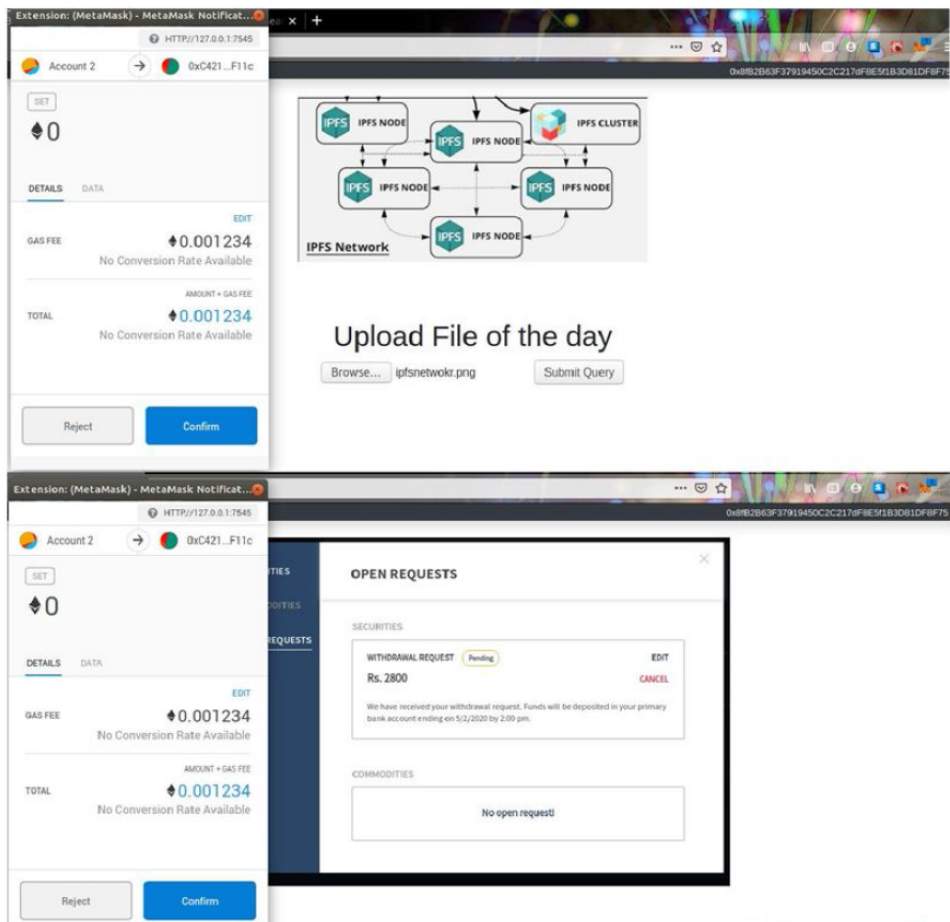 Extension: (MetaMask) - MetaMask Notificat...
HTTP//127.0.0.1:7545
Account 2
0xC421...F11c
0x8fB2B63F37919450C2C217dF8E5f1B3D81DF8F75
SET
0
DETAILS DATA
EDIT
GAS FEE 0.001234
No Conversion Rate Available
AMOUNT + GAS FEE
TOTAL 0.001234
No Conversion Rate Available
Reject Confirm
IPFS IPFS NODE
IPFS IPFS NODE
IPFS CLUSTER
IPFS IPFS NODE
IPFS IPFS NODE
IPFS IPFS NODE
IPFS Network
Upload File of the day
Browse... ipfsnetwokr.png Submit Query
Extension: (MetaMask) - MetaMask Notificat...
HTTP//127.0.0.1:7545
Account 2
0xC421...F11c
0x8fB2B63F37919450C2C217dF8E5f1B3D81DF8F75
SET
0
DETAILS DATA
EDIT
GAS FEE 0.001234
No Conversion Rate Available
AMOUNT + GAS FEE
TOTAL 0.001234
No Conversion Rate Available
Reject Confirm
REQUESTS
OPEN REQUESTS
SECURITIES
WITHDRAWAL REQUEST Pending EDIT
Rs. 2800 CANCEL
We have received your withdrawal request. Funds will be deposited in your primary
bank account ending on 5/2/2020 by 2:00 pm.
COMMODITIES
No open request!